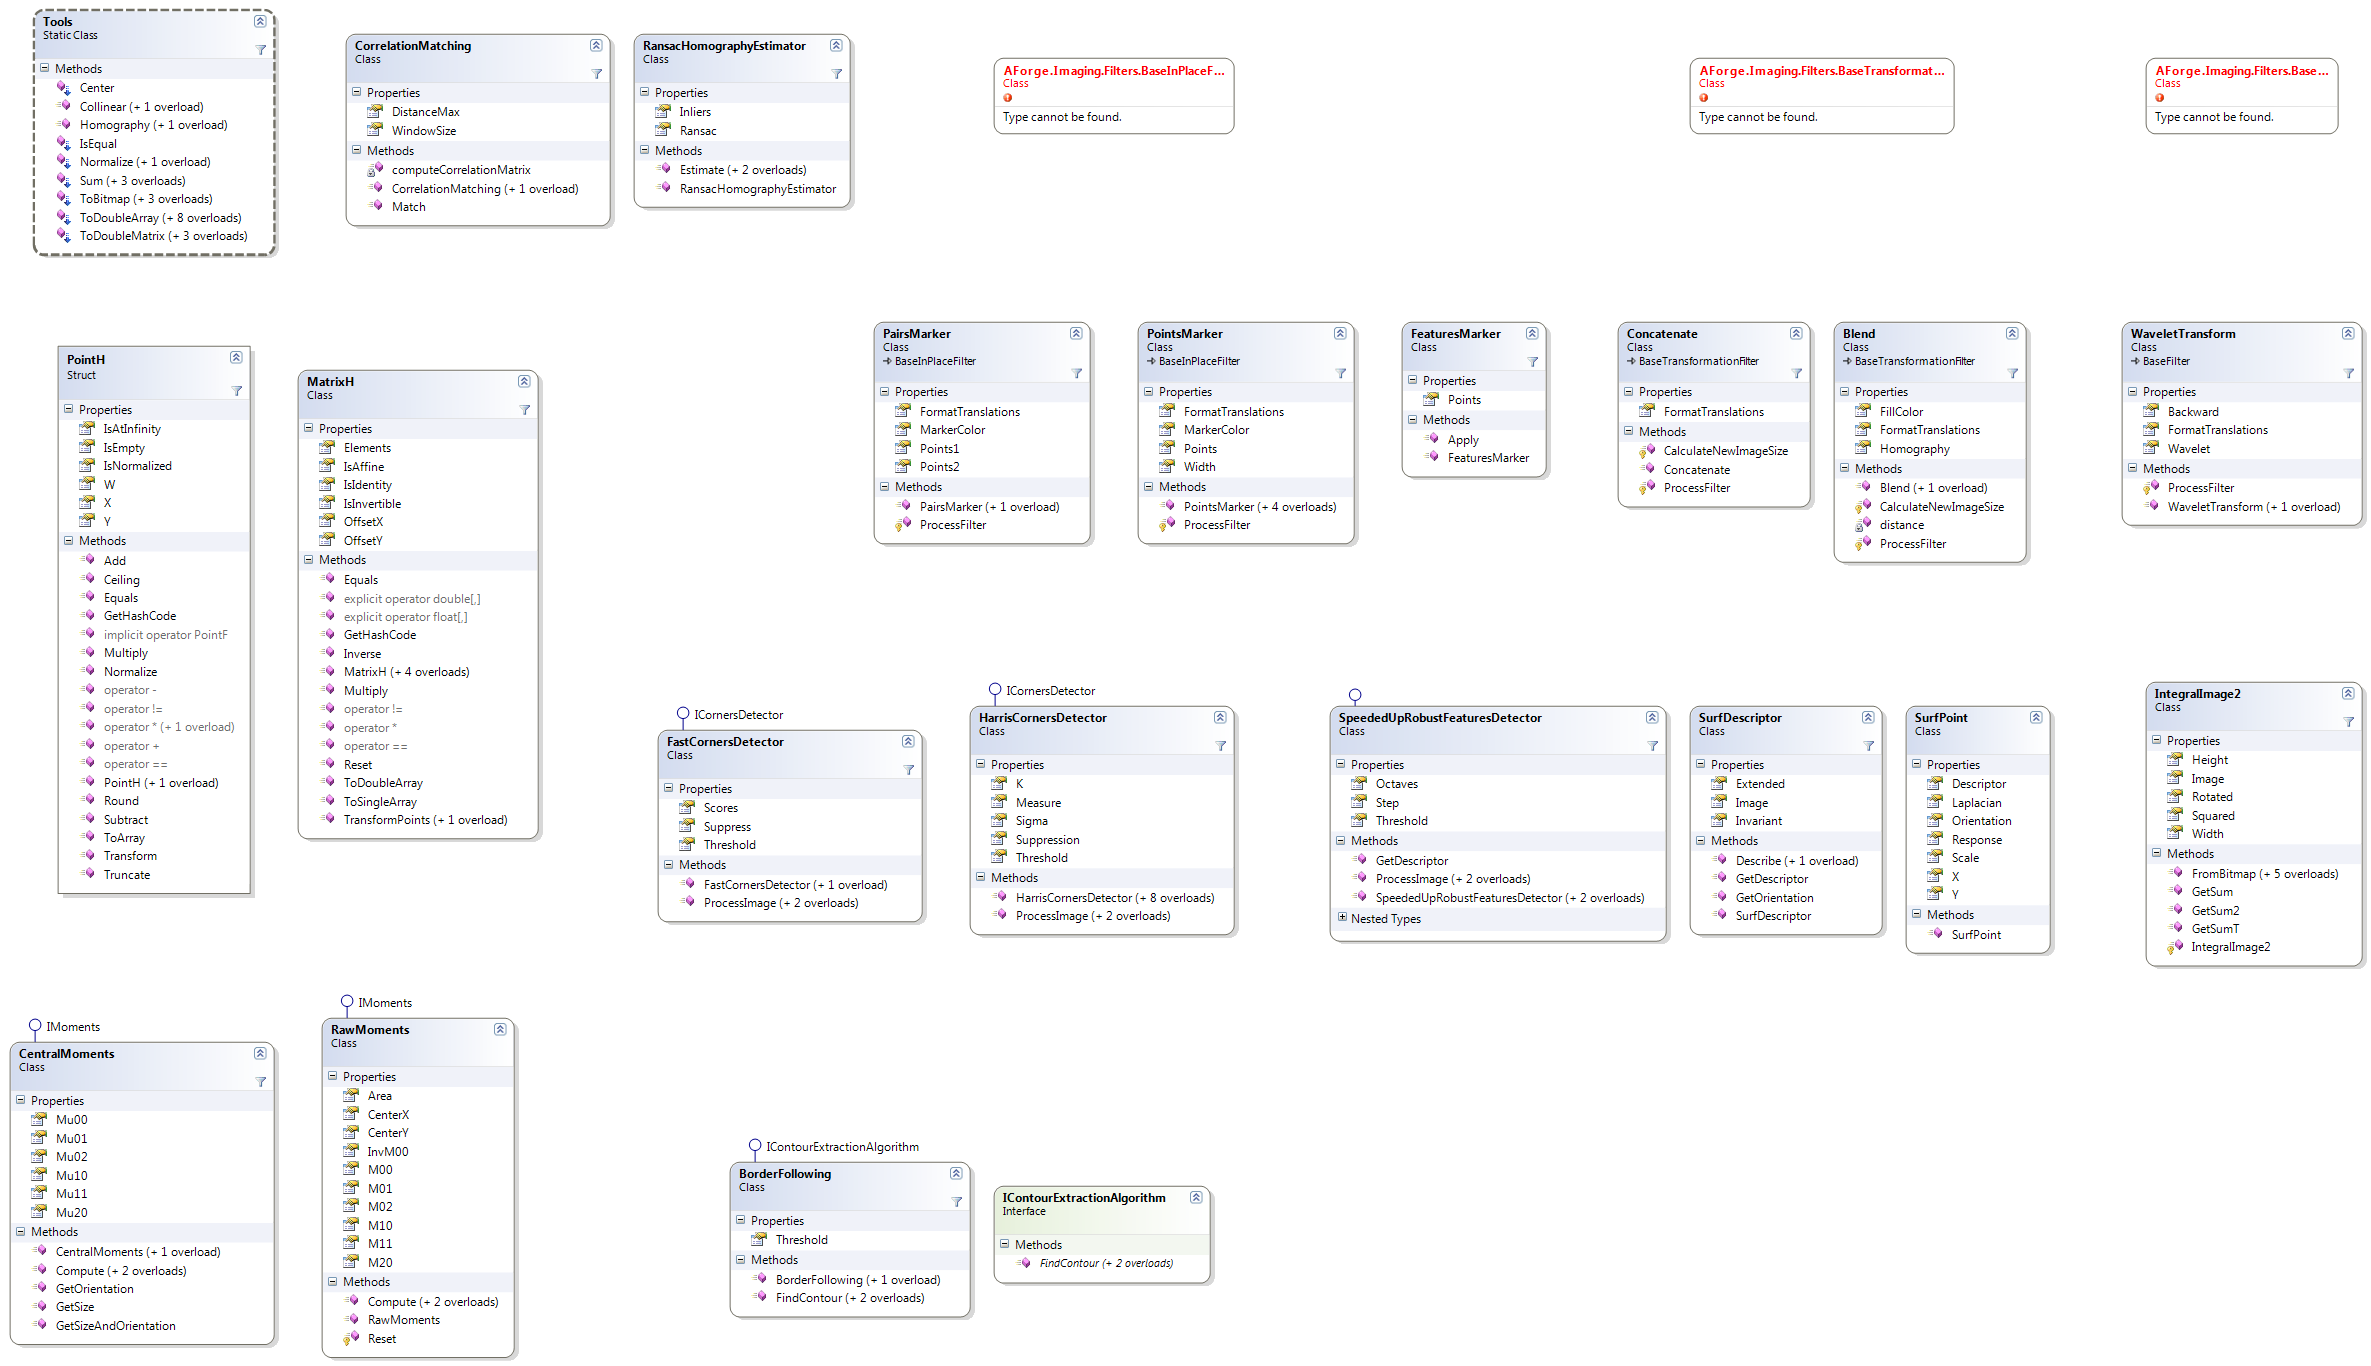 Tools
Static Class
Methods
Center
Collinear (+ 1 overload)
Homography (+ 1 overload)
IsEqual
Normalize (+ 1 overload)
Sum (+ 3 overloads)
ToBitmap (+ 3 overloads)
ToDoubleArray (+ 8 overloads)
ToDoubleMatrix (+ 3 overloads)
CorrelationMatching
Class
Properties
DistanceMax
WindowSize
Methods
computeCorrelationMatrix
CorrelationMatching (+ 1 overload)
Match
RansacHomographyEstimator
Class
Properties
Inliers
Ransac
Methods
Estimate (+ 2 overloads)
RansacHomographyEstimator
AForge.Imaging.Filters.BaseInPlaceF...
Class
Type cannot be found.
AForge.Imaging.Filters.BaseTransformat...
Class
Type cannot be found.
AForge.Imaging.Filters.Base...
Class
Type cannot be found.
PointH
Struct
Properties
IsAtInfinity
IsEmpty
IsNormalized
W
X
Y
Methods
Add
Ceiling
Equals
GetHashCode
implicit operator PointF
Multiply
Normalize
operator -
operator !=
operator * (+ 1 overload)
operator +
operator ==
PointH (+ 1 overload)
Round
Subtract
ToArray
Transform
Truncate
MatrixH
Class
Properties
Elements
IsAffine
IsIdentity
IsInvertible
OffsetX
OffsetY
Methods
Equals
explicit operator double[,]
explicit operator float[,]
GetHashCode
Inverse
MatrixH (+ 4 overloads)
Multiply
operator !=
operator *
operator ==
Reset
ToDoubleArray
ToSingleArray
TransformPoints (+ 1 overload)
PairsMarker
Class
BaseInPlaceFilter
Properties
FormatTranslations
MarkerColor
Points1
Points2
Methods
PairsMarker (+ 1 overload)
ProcessFilter
PointsMarker
Class
BaseInPlaceFilter
Properties
FormatTranslations
MarkerColor
Points
Width
Methods
PointsMarker (+ 4 overloads)
ProcessFilter
FeaturesMarker
Class
Properties
Points
Methods
Apply
FeaturesMarker
Concatenate
Class
BaseTransformationFilter
Properties
FormatTranslations
Methods
CalculateNewImageSize
Concatenate
ProcessFilter
Blend
Class
BaseTransformationFilter
Properties
FillColor
FormatTranslations
Homography
Methods
Blend (+ 1 overload)
CalculateNewImageSize
distance
ProcessFilter
WaveletTransform
Class
BaseFilter
Properties
Backward
FormatTranslations
Wavelet
Methods
ProcessFilter
WaveletTransform (+ 1 overload)
ICornersDetector
FastCornersDetector
Class
Properties
Scores
Suppress
Threshold
Methods
FastCornersDetector (+ 1 overload)
ProcessImage (+ 2 overloads)
ICornersDetector
HarrisCornersDetector
Class
Properties
K
Measure
Sigma
Suppression
Threshold
Methods
HarrisCornersDetector (+ 8 overloads)
ProcessImage (+ 2 overloads)
SpeededUpRobustFeaturesDetector
Class
Properties
Octaves
Step
Threshold
Methods
GetDescriptor
ProcessImage (+ 2 overloads)
SpeededUpRobustFeaturesDetector (+ 2 overloads)
Nested Types
SurfDescriptor
Class
Properties
Extended
Image
Invariant
Methods
Describe (+ 1 overload)
GetDescriptor
GetOrientation
SurfDescriptor
SurfPoint
Class
Properties
Descriptor
Laplacian
Orientation
Response
Scale
X
Y
Methods
SurfPoint
IntegralImage2
Class
Properties
Height
Image
Rotated
Squared
Width
Methods
FromBitmap (+ 5 overloads)
GetSum
GetSum2
GetSumT
IntegralImage2
IMoments
CentralMoments
Class
Properties
Mu00
Mu01
Mu02
Mu10
Mu11
Mu20
Methods
CentralMoments (+ 1 overload)
Compute (+ 2 overloads)
GetOrientation
GetSize
GetSizeAndOrientation
IMoments
RawMoments
Class
Properties
Area
CenterX
CenterY
InvM00
M00
M01
M02
M10
M11
M20
Methods
Compute (+ 2 overloads)
RawMoments
Reset
IContourExtractionAlgorithm
BorderFollowing
Class
Properties
Threshold
Methods
BorderFollowing (+ 1 overload)
FindContour (+ 2 overloads)
IContourExtractionAlgorithm
Interface
Methods
FindContour (+ 2 overloads)